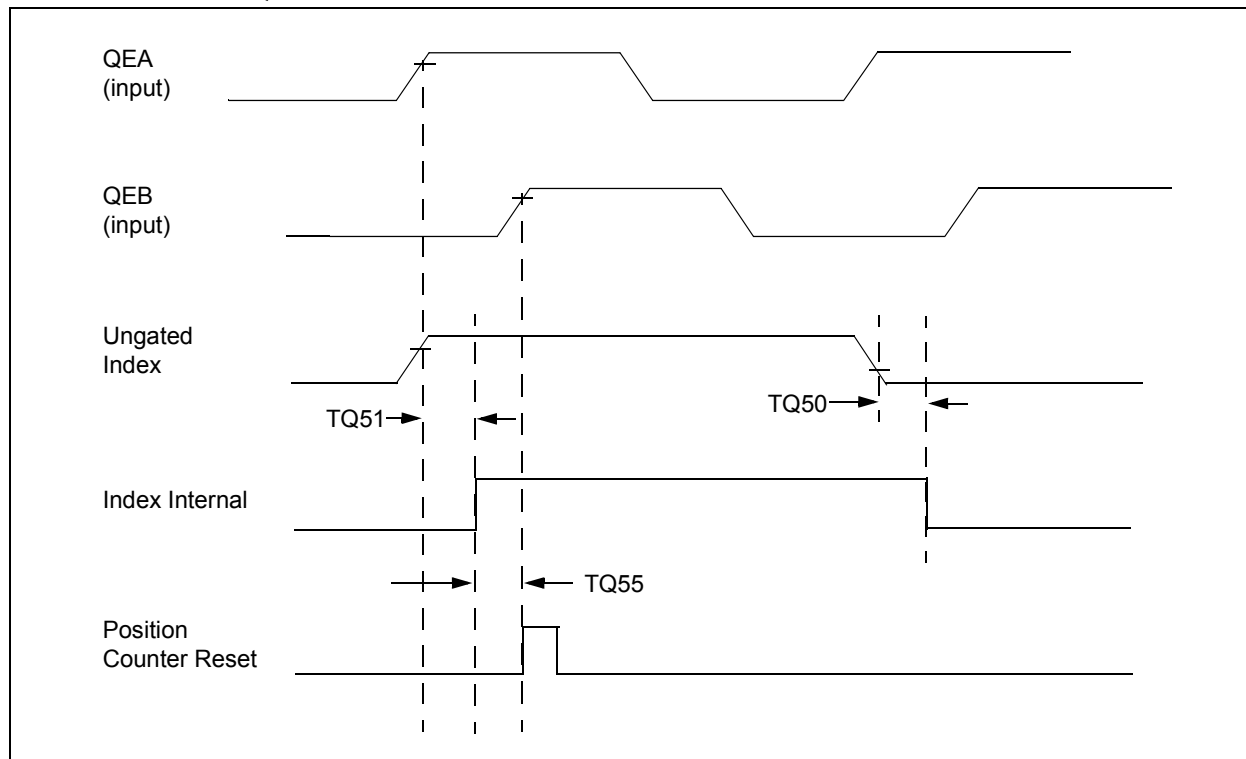 QEA
(input)
QEB
(input)
Ungated
Index
TQ51
TQ50
Index Internal
TQ55
Position
Counter Reset